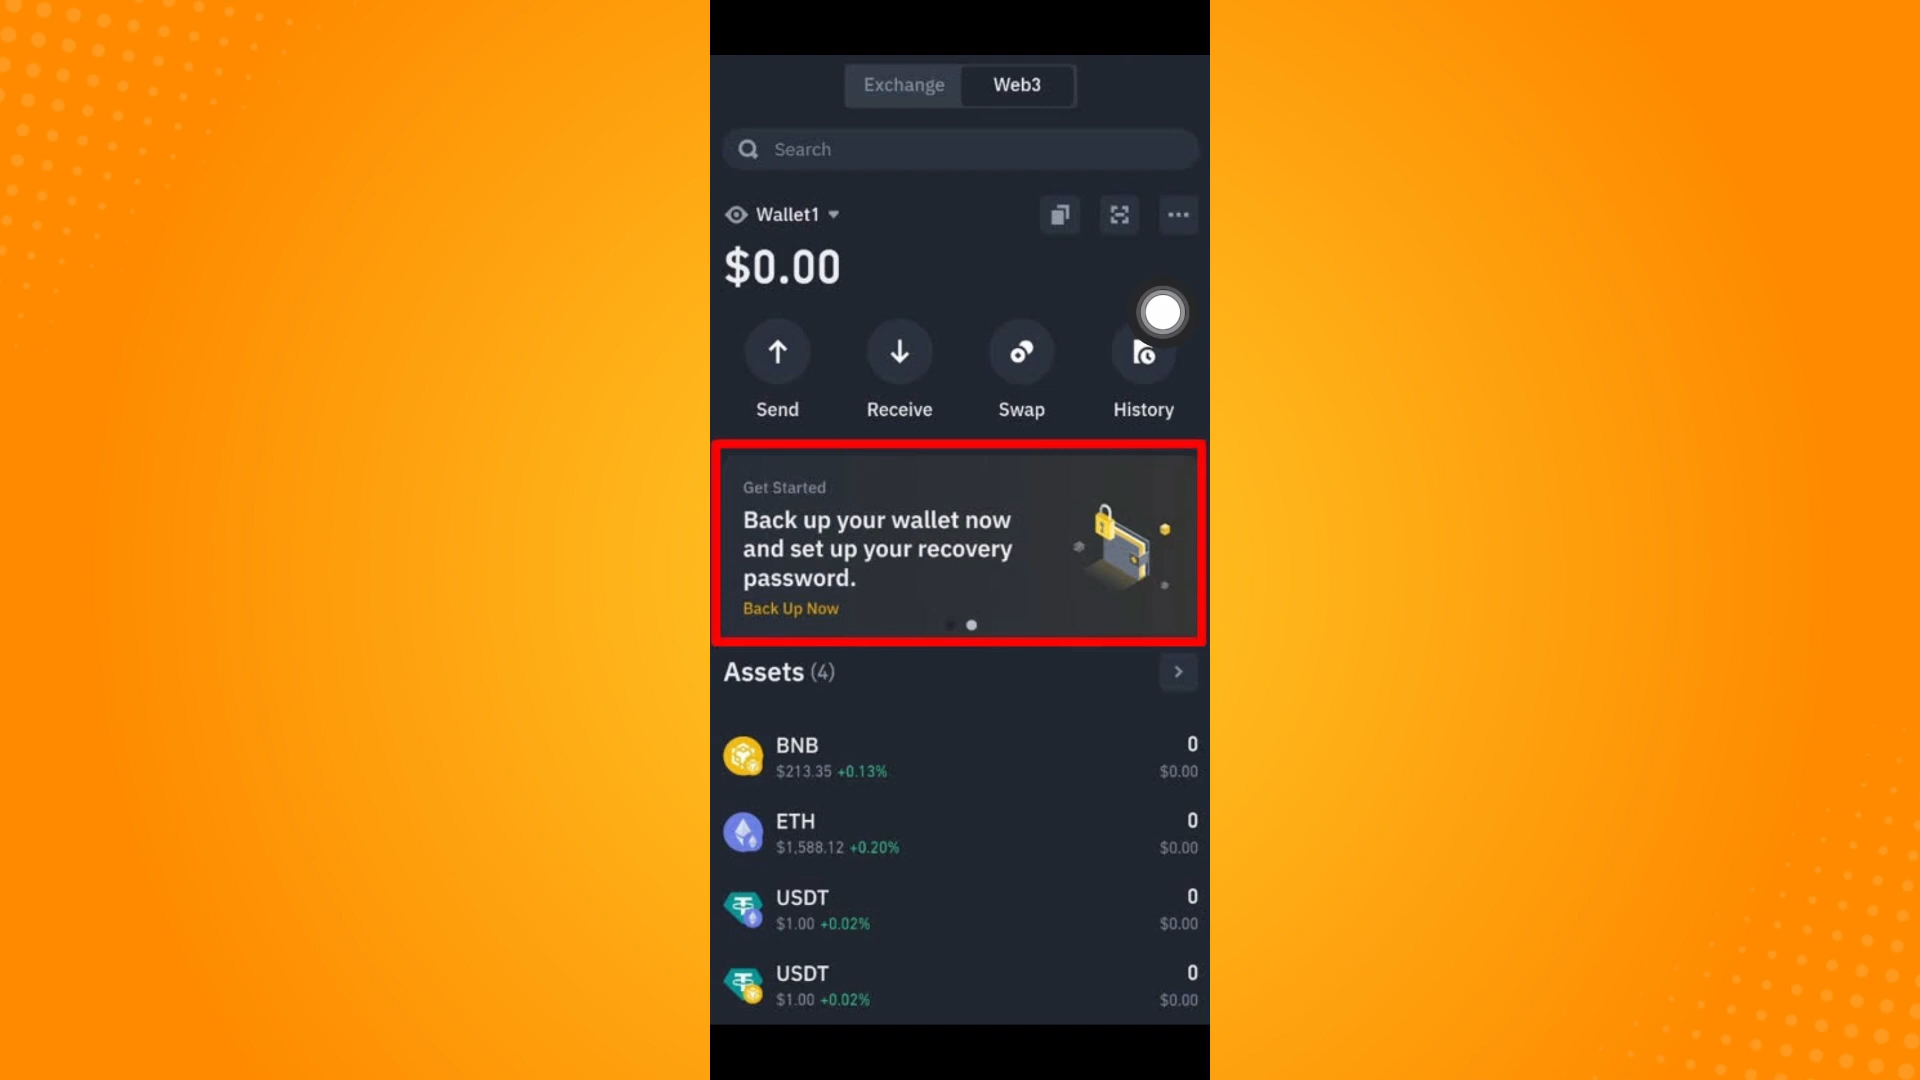 Exchange Web3
Search
Wallet1
$0.00
Send Receive Swap History
Get Started
Back up your wallet now
and set up your recovery
password.
Back Up Now
Assets (4)
BNB 0
$213.35 +0.13% $0.00
ETH 0
$1,588.12 +0.20% $0.00
USDT 0
$1.00 +0.02% $0.00
USDT 0
$1.00 +0.02% $0.00